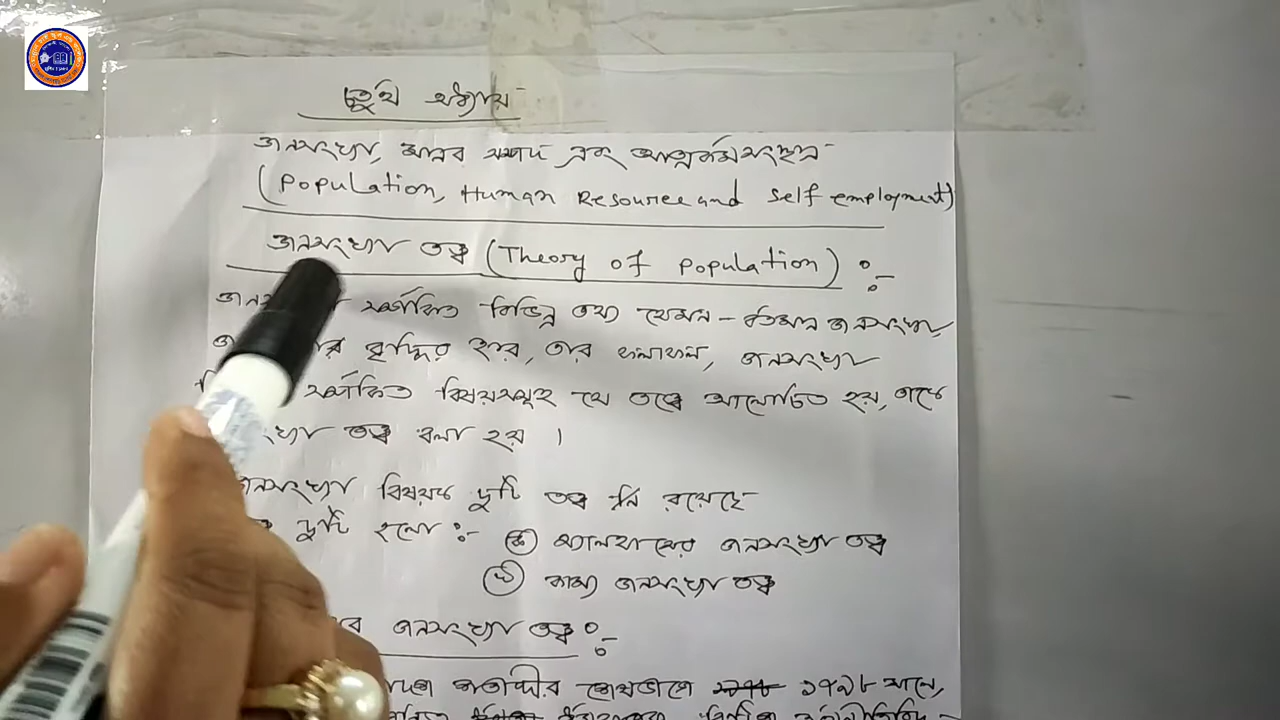 চতুর্থ অধ্যায়
জনসংখ্যা, মানব সম্পদ এবং আত্মকর্মসংস্থান
(Population, Human Resource and Self employment)
জনসংখ্যা তত্ত্ব (Theory of Population) :-
সম্পর্কিত বিভিন্ন তথ্য যেমন - বর্তমান জনসংখ্যা,
বৃদ্ধির হার, তার ফলাফল, জনসংখ্যা
সম্পর্কিত বিষয়সমূহ যে তত্ত্বে আলোচিত হয়, তাকে
তত্ত্ব বলা হয় ।
জনসংখ্যা বিষয়ক দুটি তত্ত্ব রয়েছে
দুটি হলো :- ক ম্যালথাসের জনসংখ্যা তত্ত্ব
খ কাম্য জনসংখ্যা তত্ত্ব
জনসংখ্যা তত্ত্ব :-
শতাব্দীর শেষভাগে ১৭৯৮ সালে,